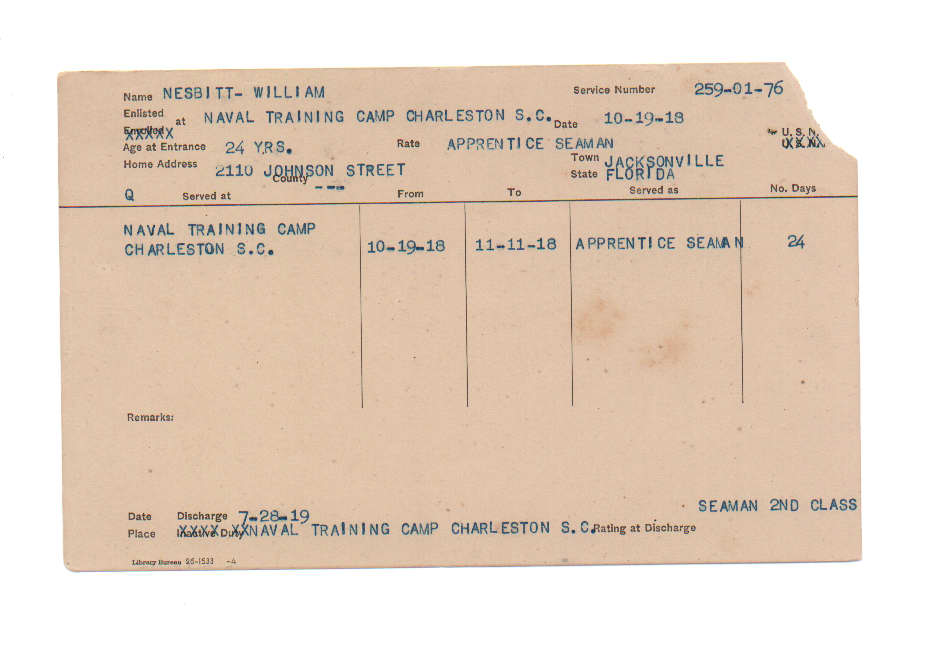 Name NESBITT- WILLIAM Service Number 259-01-76
Enlisted at NAVAL TRAINING CAMP CHARLESTON S.C. Date 10-19-18
Enrolled XXXXX U. S. N.
Age at Entrance 24 YRS. Rate APPRENTICE SEAMAN
Home Address 2110 JOHNSON STREET Town JACKSONVILLE
County --- State FLORIDA
Q Served at From To Served as No. Days
NAVAL TRAINING CAMP
CHARLESTON S.C. 10-19-18 11-11-18 APPRENTICE SEAMAN 24
Remarks:
SEAMAN 2ND CLASS
Date Discharge 7-28-19
Place Inactive Duty XXXX XX NAVAL TRAINING CAMP CHARLESTON S.C. Rating at Discharge
Library Bureau 26-1533 -4